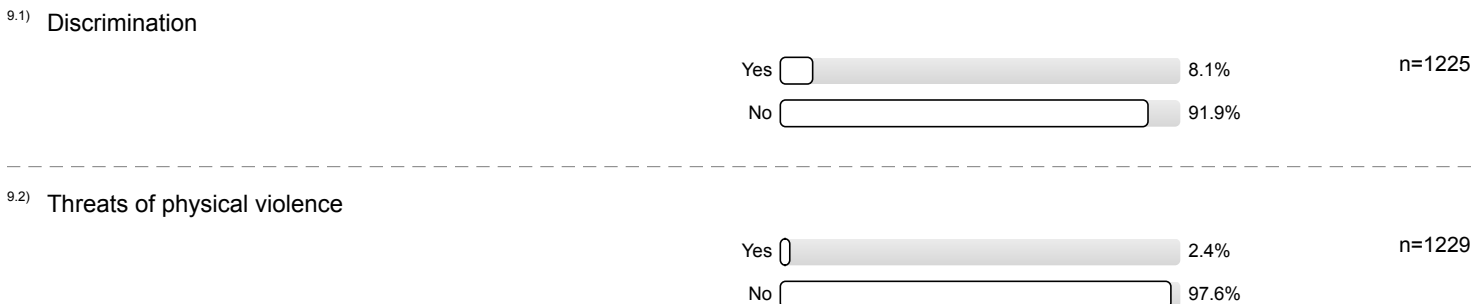 9.1) Discrimination
Yes 8.1% n=1225
No 91.9%
9.2) Threats of physical violence
Yes 2.4% n=1229
No 97.6%